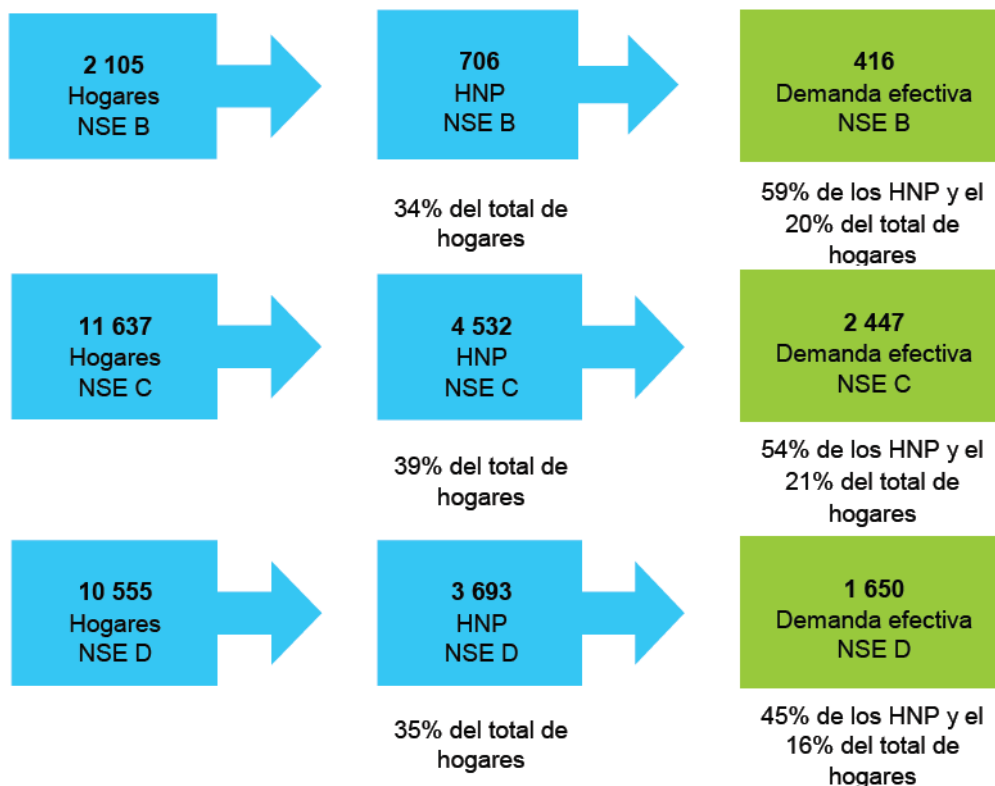 2 105
Hogares
NSE B
706
HNP
NSE B
416
Demanda efectiva
NSE B
34% del total de
hogares
59% de los HNP y el
20% del total de
hogares
11 637
Hogares
NSE C
4 532
HNP
NSE C
2 447
Demanda efectiva
NSE C
39% del total de
hogares
54% de los HNP y el
21% del total de
hogares
10 555
Hogares
NSE D
3 693
HNP
NSE D
1 650
Demanda efectiva
NSE D
35% del total de
hogares
45% de los HNP y el
16% del total de
hogares